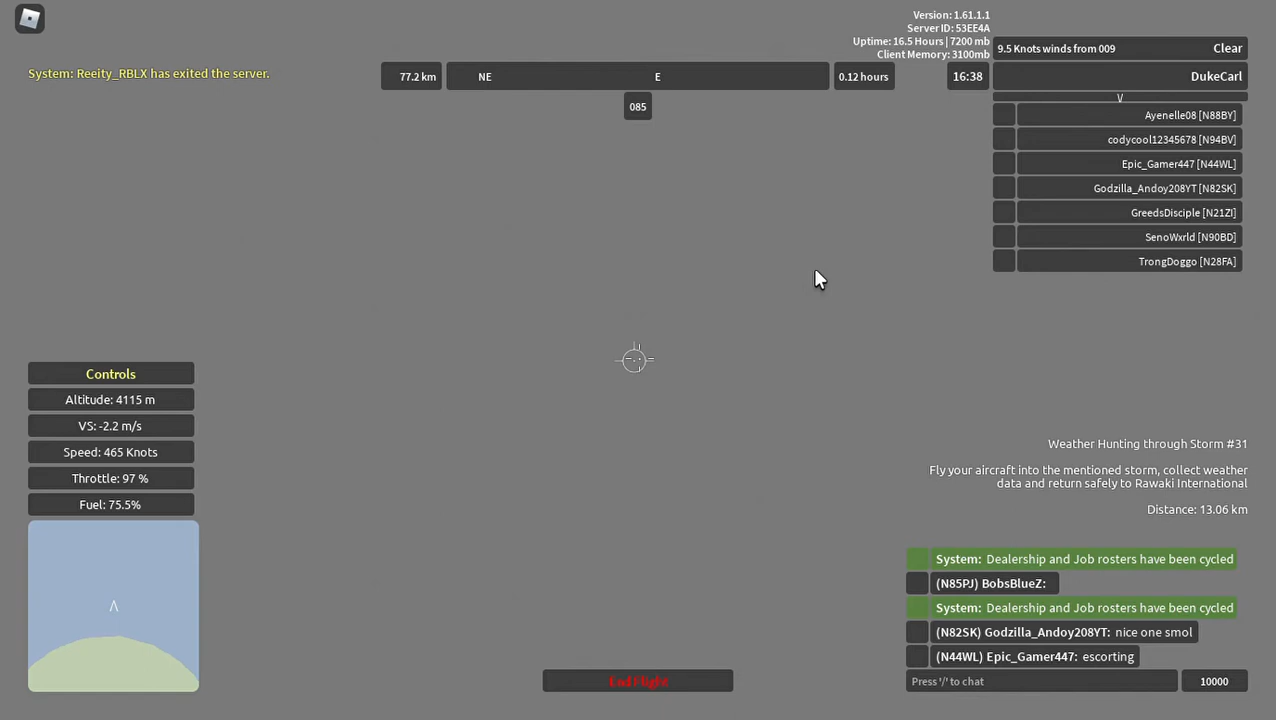 Version: 1.61.1.1
Server ID: 53EE4A
Uptime: 16.5 Hours | 7200 mb
Client Memory: 3100mb
9.5 Knots winds from 009
Clear
System: Reeity_RBLX has exited the server.
77.2 km
NE
E
0.12 hours
16:38
DukeCarl
085
Ayenelle08 [N88BY]
codycool12345678 [N94BV]
Epic_Gamer447 [N44WL]
Godzilla_Andoy208YT [N82SK]
GreedsDisciple [N21ZI]
SenoWxrld [N90BD]
TrongDoggo [N28FA]
Controls
Altitude: 4115 m
VS: -2.2 m/s
Speed: 465 Knots
Throttle: 97 %
Fuel: 75.5%
Weather Hunting through Storm #31
Fly your aircraft into the mentioned storm, collect weather
data and return safely to Rawaki International
Distance: 13.06 km
System: Dealership and Job rosters have been cycled
(N85PJ) BobsBlueZ:
System: Dealership and Job rosters have been cycled
(N82SK) Godzilla_Andoy208YT: nice one smol
(N44WL) Epic_Gamer447: escorting
Press '/' to chat
10000
End Flight